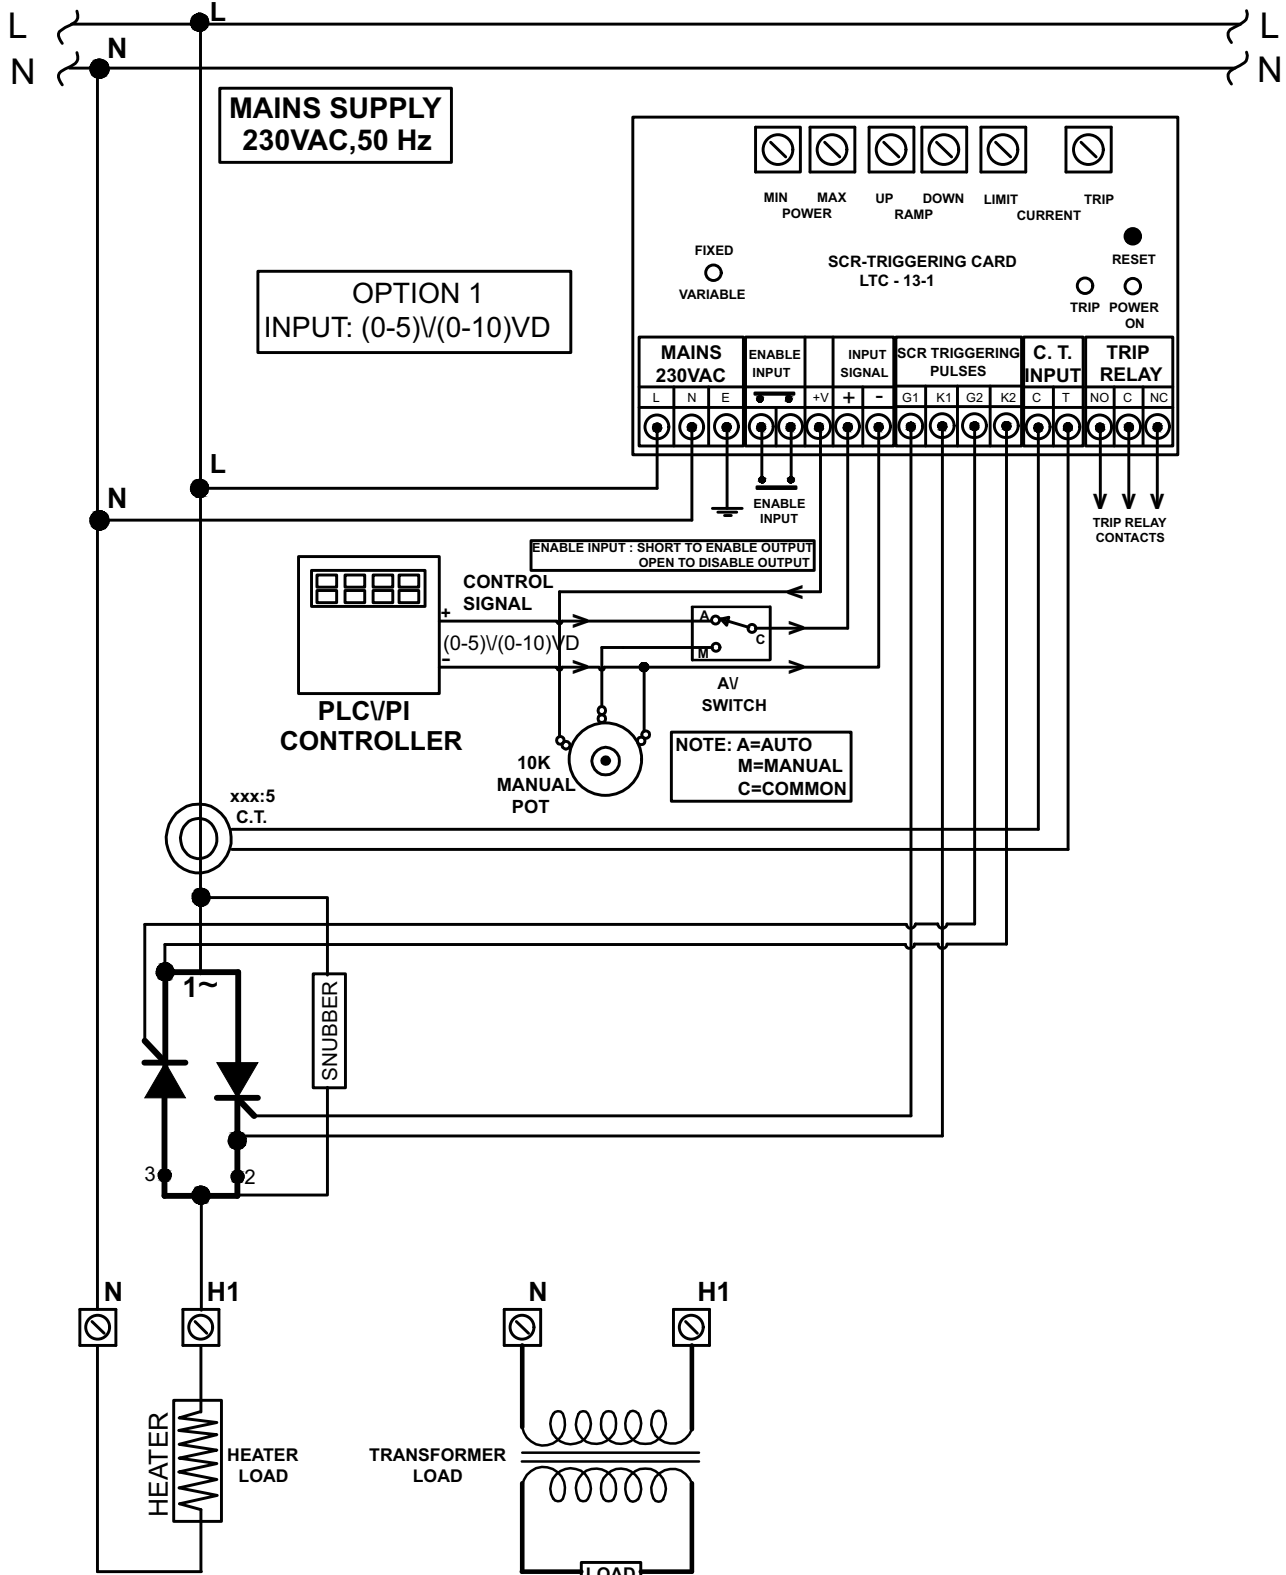 L
L
L
N
N
N
MAINS SUPPLY
230VAC,50 Hz
MIN
MAX
UP
DOWN
LIMIT
TRIP
POWER
RAMP
CURRENT
FIXED
VARIABLE
SCR-TRIGGERING CARD
LTC - 13-1
RESET
TRIP
POWER
ON
OPTION 1
INPUT: (0-5)\/(0-10)VD
MAINS
230VAC
ENABLE
INPUT
INPUT
SIGNAL
SCR TRIGGERING
PULSES
C. T.
INPUT
TRIP
RELAY
L N E +V + - G1 K1 G2 K2 C T NO C NC
L
N
ENABLE
INPUT
TRIP RELAY
CONTACTS
ENABLE INPUT : SHORT TO ENABLE OUTPUT
OPEN TO DISABLE OUTPUT
CONTROL
SIGNAL
+
(0-5)\/(0-10)VD
-
A
C
M
A\/
SWITCH
PLC\/PI
CONTROLLER
10K
MANUAL
POT
NOTE: A=AUTO
M=MANUAL
C=COMMON
xxx:5
C.T.
1~
SNUBBER
3
2
N
H1
N
H1
HEATER
HEATER
LOAD
TRANSFORMER
LOAD
LOAD